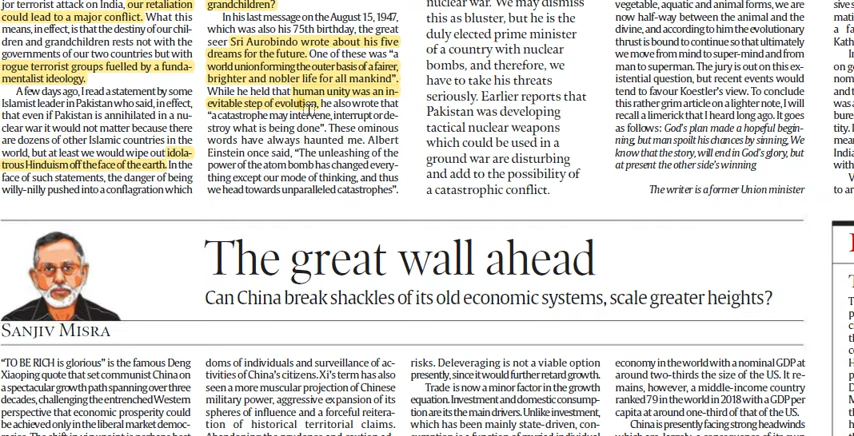 jor terrorist attack on India, our retaliation
could lead to a major conflict. What this
means, in effect, is that the destiny of our chil-
dren and grandchildren rests not with the
governments of our two countries but with
rogue terrorist groups fuelled by a funda-
mentalist ideology.
A few days ago, I read a statement by some
Islamist leader in Pakistan who said, in effect,
that even if Pakistan is annihilated in a nu-
clear war it would not matter because there
are dozens of other Islamic countries in the
world, but at least we would wipe out idola-
trous Hinduism off the face of the earth. In the
face of such statements, the danger of being
willy-nilly pushed into a conflagration which
grandchildren?
In his last message on the August 15, 1947,
which was also his 75th birthday, the great
seer Sri Aurobindo wrote about his five
dreams for the future. One of these was "a
world union forming the outer basis of a fairer,
brighter and nobler life for all mankind".
While he held that human unity was an in-
evitable step of evolution, he also wrote that
"a catastrophe may intervene, interrupt or de-
stroy what is being done". These ominous
words have always haunted me. Albert
Einstein once said, "The unleashing of the
power of the atom bomb has changed every-
thing except our mode of thinking, and thus
we head towards unparalleled catastrophes".
nuclear war. We may dismiss
this as bluster, but he is the
duly elected prime minister
of a country with nuclear
bombs, and therefore, we
have to take his threats
seriously. Earlier reports that
Pakistan was developing
tactical nuclear weapons
which could be used in a
ground war are disturbing
and add to the possibility of
a catastrophic conflict.
vegetable, aquatic and animal forms, we are
now half-way between the animal and the
divine, and according to him the evolutionary
thrust is bound to continue so that ultimately
we move from mind to super-mind and from
man to superman. The jury is out on this ex-
istential question, but recent events would
tend to favour Koestler's view. To conclude
this rather grim article on a lighter note, I will
recall a limerick that I heard long ago. It goes
as follows: God's plan made a hopeful begin-
ning, but man spoilt his chances by sinning, We
know that the story, will end in God's glory, but
at present the other side's winning
The writer is a former Union minister
The great wall ahead
Can China break shackles of its old economic systems, scale greater heights?
SANJIV MISRA
"TO BE RICH is glorious" is the famous Deng
Xiaoping quote that set communist China on
a spectacular growth path spanning over three
decades, challenging the entrenched Western
perspective that economic prosperity could
be achieved only in the liberal market democ-
doms of individuals and surveillance of ac-
tivities of China's citizens. Xi's term has also
seen a more muscular projection of Chinese
military power, aggressive expansion of its
spheres of influence and a forceful reitera-
tion of historical territorial claims.
risks. Deleveraging is not a viable option
presently, since it would further retard growth.
Trade is now a minor factor in the growth
equation. Investment and domestic consump-
tion are its main drivers. Unlike investment,
which has been mainly state-driven, con-
economy in the world with a nominal GDP at
around two-thirds the size of the US. It re-
mains, however, a middle-income country
ranked 79 in the world in 2018 with a GDP per
capita at around one-third of that of the US.
China is presently facing strong headwinds